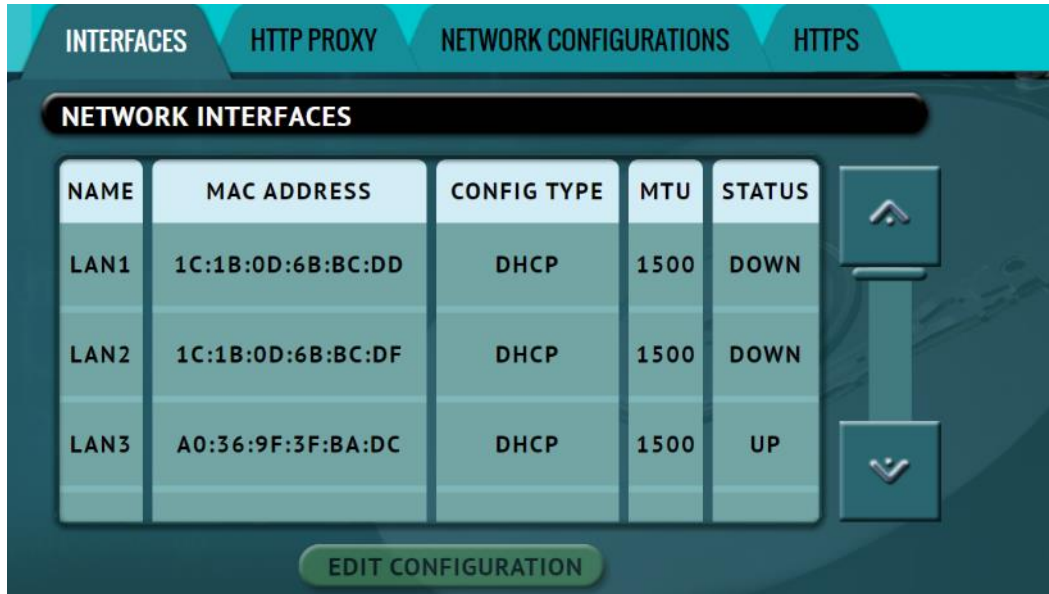 INTERFACES HTTP PROXY NETWORK CONFIGURATIONS HTTPS
NETWORK INTERFACES
NAME MAC ADDRESS CONFIG TYPE MTU STATUS
LAN1 1C:1B:0D:6B:BC:DD DHCP 1500 DOWN
LAN2 1C:1B:0D:6B:BC:DF DHCP 1500 DOWN
LAN3 A0:36:9F:3F:BA:DC DHCP 1500 UP
EDIT CONFIGURATION